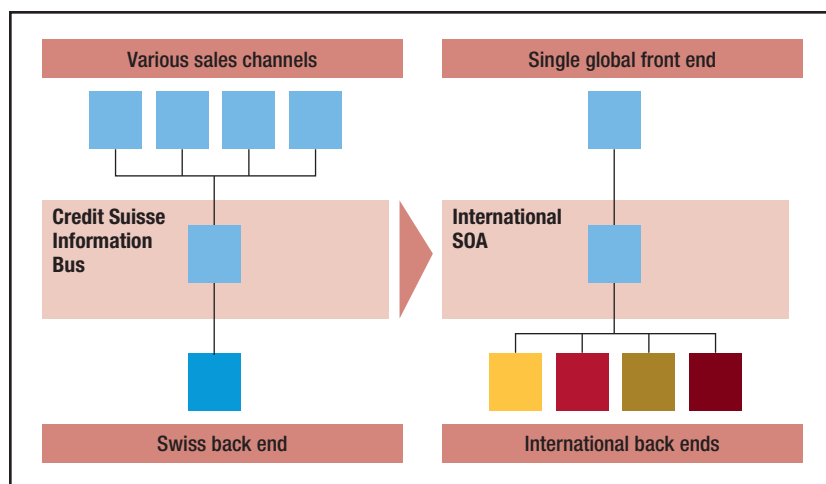 Various sales channels
Single global front end
Credit Suisse
Information
Bus
International
SOA
Swiss back end
International back ends